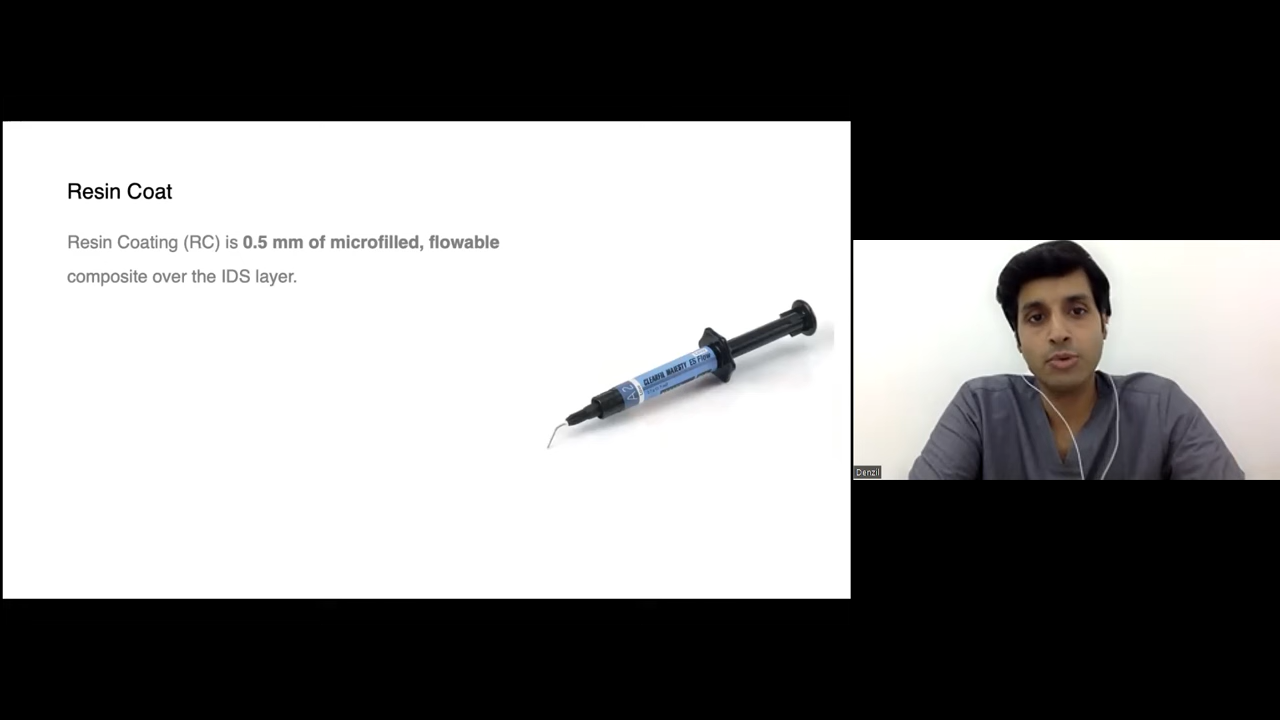 Resin Coat
Resin Coating (RC) is 0.5 mm of microfilled, flowable
composite over the IDS layer.
CLEARFIL MAJESTY ES Flow
A2
Denzil